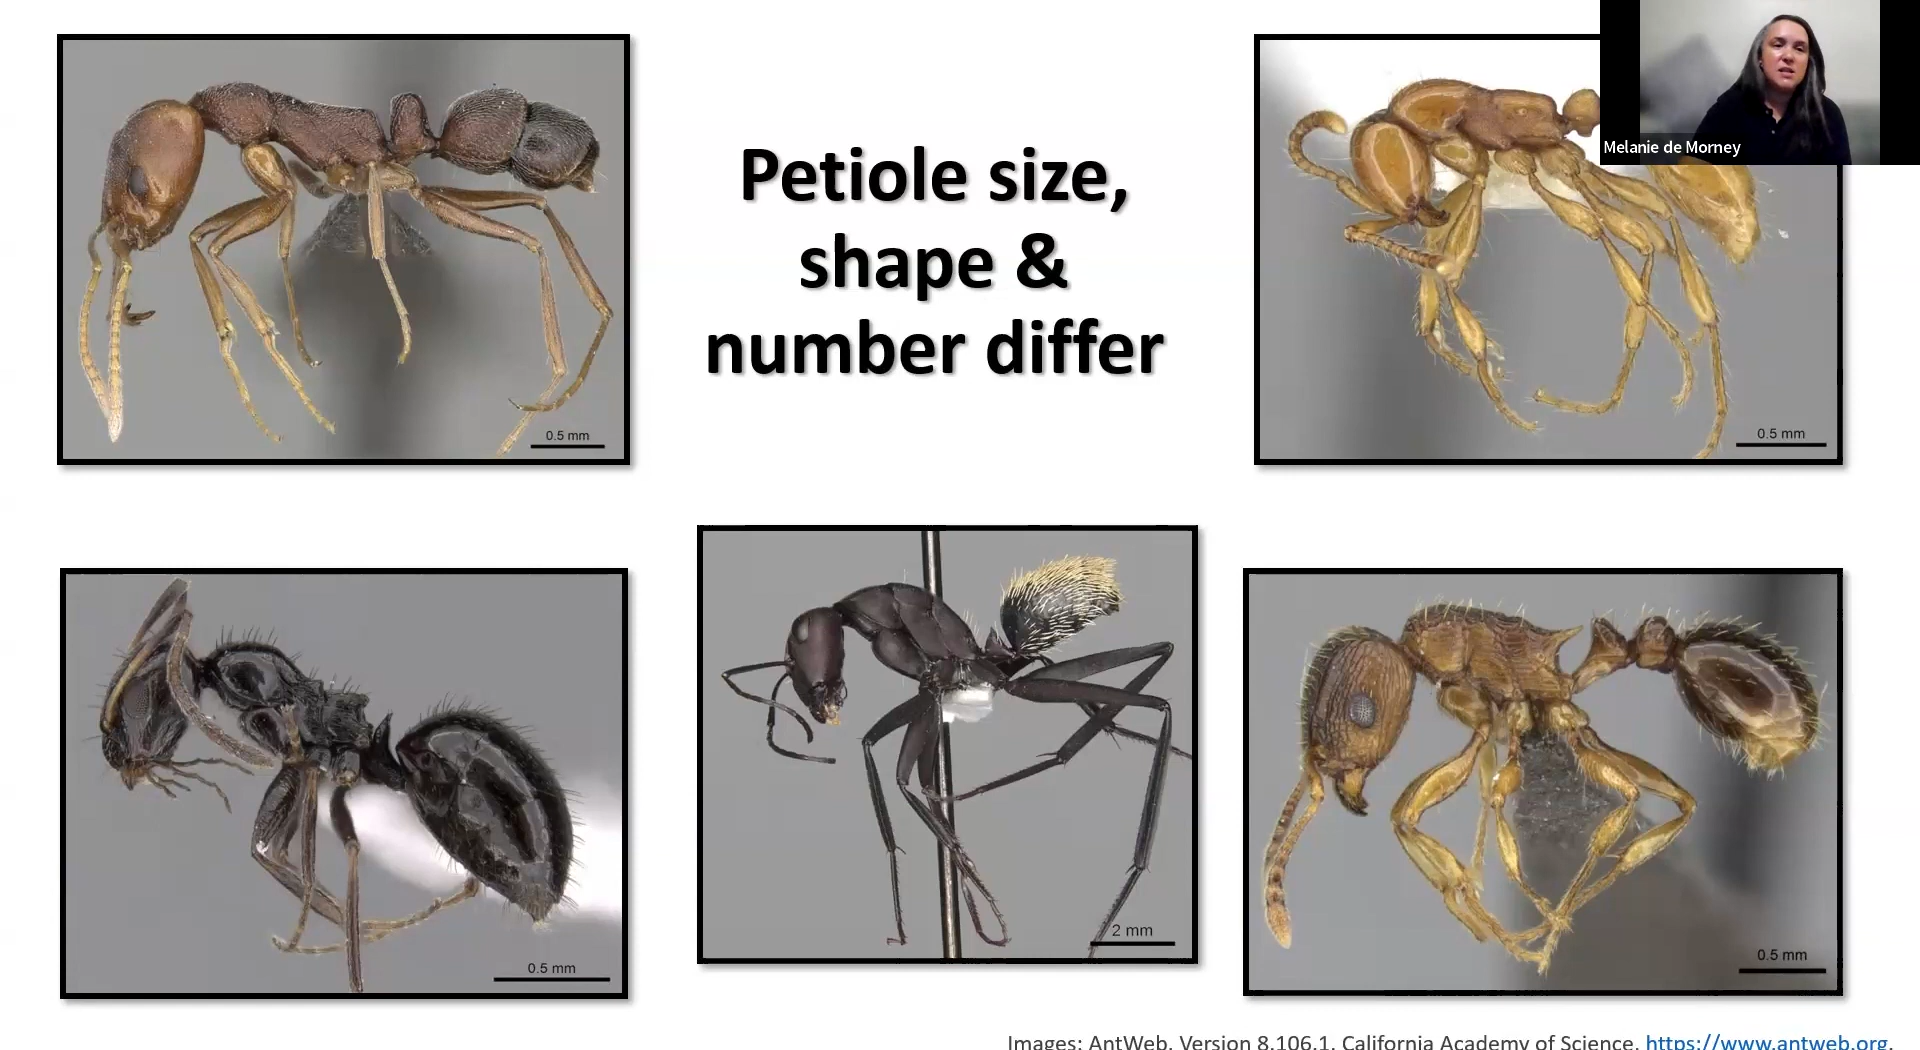 Melanie de Morney
Petiole size,
shape &
number differ
0.5 mm
0.5 mm
0.5 mm
2 mm
0.5 mm
Images: AntWeb. Version 8.106.1. California Academy of Science. https://www.antweb.org.